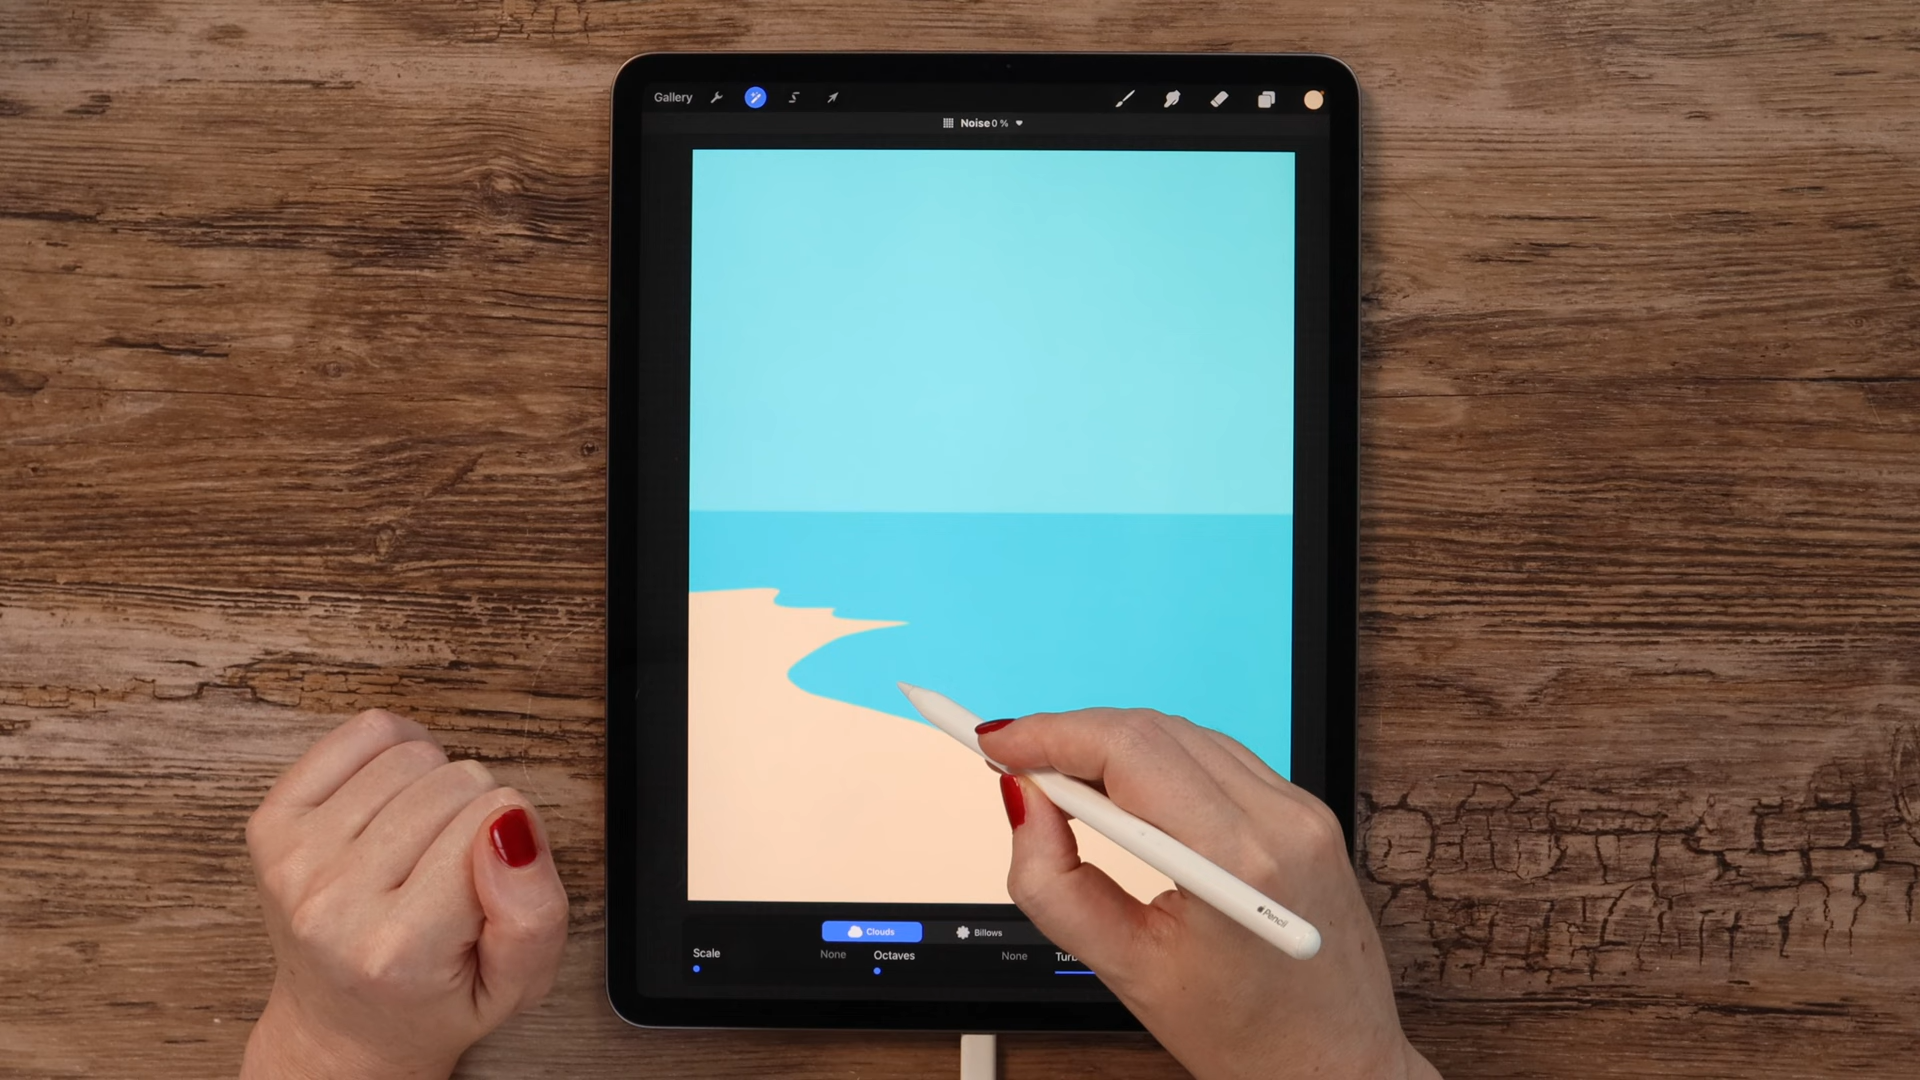 Gallery
Noise 0 %
Clouds
Billows
Scale
None
Octaves
None
Pencil